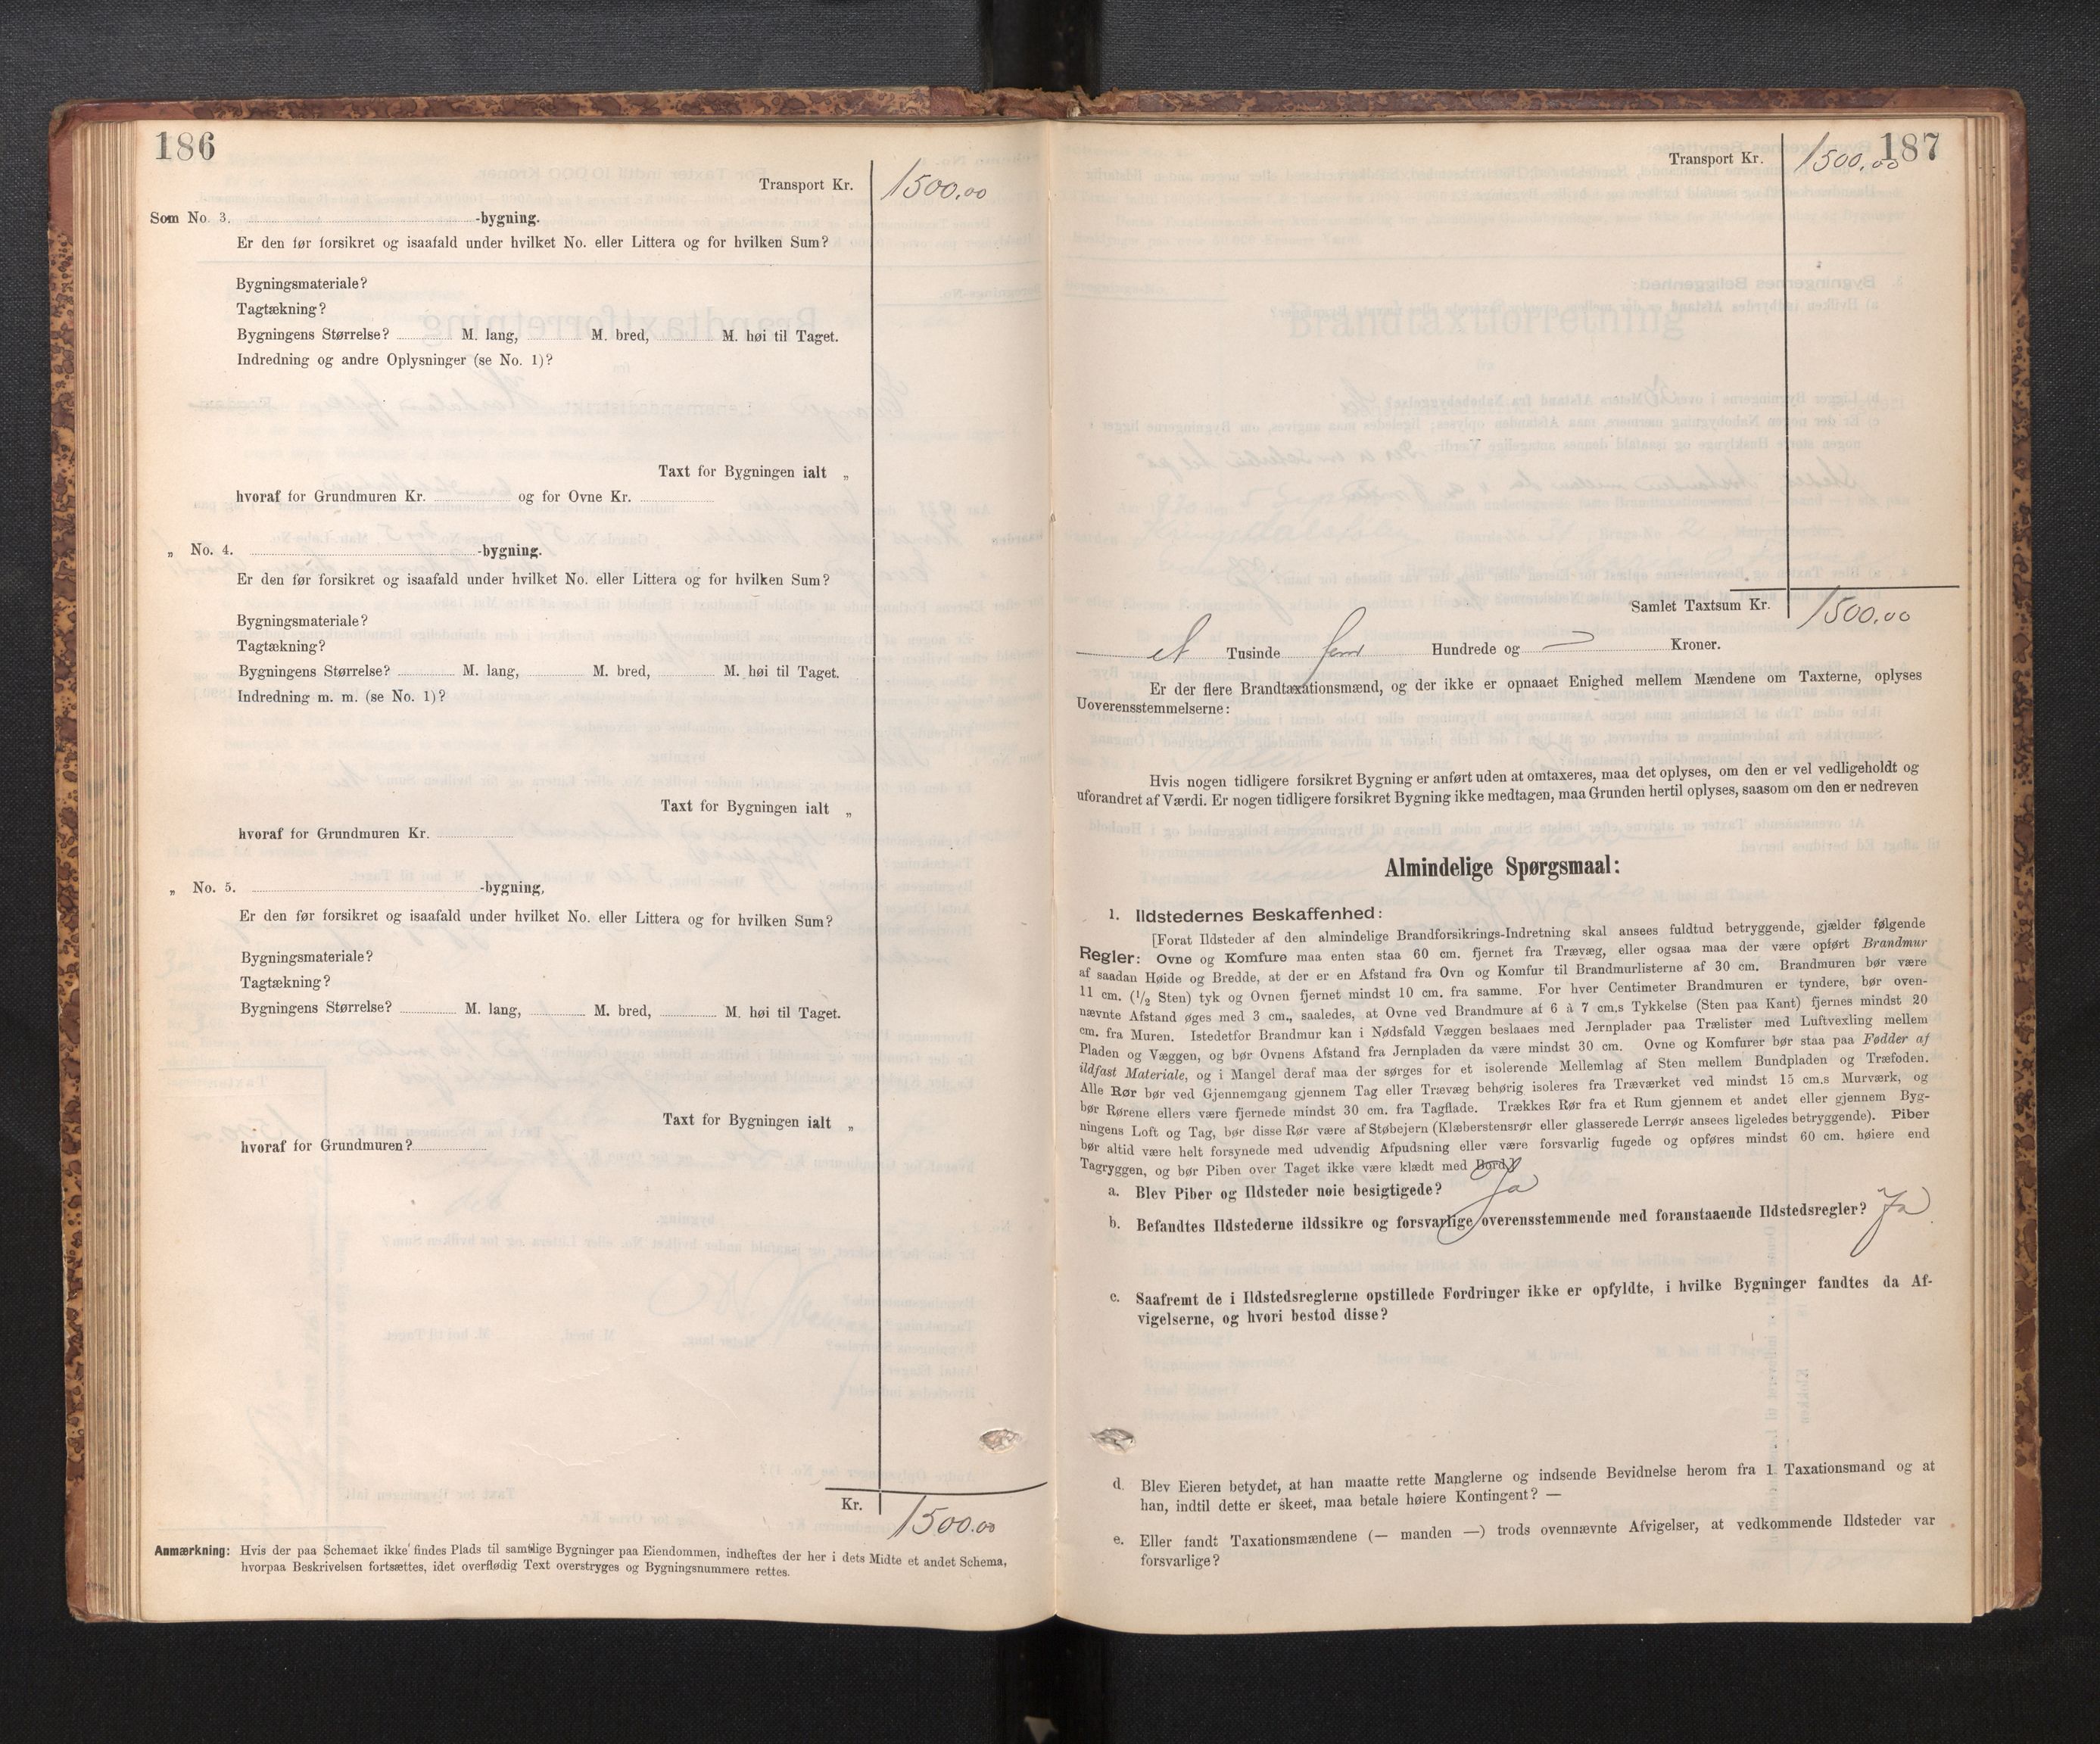 186
Transport Kr. 1500.00
Som No. 3. -bygning.
Er den før forsikret og isaafald under hvilket No. eller Littera og for hvilken Sum?
Bygningsmateriale?
Tagtækning?
Bygningens Størrelse? M. lang, M. bred, M. høi til Taget.
Indredning og andre Oplysninger (se No. 1)?
Taxt for Bygningen ialt „
hvoraf for Grundmuren Kr. og for Ovne Kr.
„ No. 4. -bygning.
Er den før forsikret og isaafald under hvilket No. eller Littera og for hvilken Sum?
Bygningsmateriale?
Tagtækning?
Bygningens Størrelse? M. lang, M. bred, M. høi til Taget.
Indredning m. m. (se No. 1)?
Taxt for Bygningen ialt „
hvoraf for Grundmuren Kr.
„ No. 5. -bygning,
Er den før forsikret og isaafald under hvilket No. eller Littera og for hvilken Sum?
Bygningsmateriale?
Tagtækning?
Bygningens Størrelse? M. lang, M. bred, M. høi til Taget.
Taxt for Bygningen ialt „
hvoraf for Grundmuren?
Kr. 1500.00
Anmærkning: Hvis der paa Schemaet ikke findes Plads til samtlige Bygninger paa Eiendommen, indheftes der her i dets Midte et andet Schema,
hvorpaa Beskrivelsen fortsættes, idet overflødig Text overstryges og Bygningsnummere rettes.
187
Transport Kr. 1500.00
Samlet Taxtsum Kr. 1500.00
et Tusinde fem Hundrede og — Kroner.
Er der flere Brandtaxationsmænd, og der ikke er opnaaet Enighed mellem Mændene om Taxterne, oplyses
Uoverensstemmelserne:
Hvis nogen tidligere forsikret Bygning er anført uden at omtaxeres, maa det oplyses, om den er vel vedligeholdt og
uforandret af Værdi. Er nogen tidligere forsikret Bygning ikke medtagen, maa Grunden hertil oplyses, saasom om den er nedreven
Almindelige Spørgsmaal:
1. Ildstedernes Beskaffenhed:
[Forat Ildsteder af den almindelige Brandforsikrings-Indretning skal ansees fuldtud betryggende, gjælder følgende
Regler: Ovne og Komfure maa enten staa 60 cm. fjernet fra Trævæg, eller ogsaa maa der være opført Brandmur
af saadan Høide og Bredde, at der er en Afstand fra Ovn og Komfur til Brandmurlisterne af 30 cm. Brandmuren bør være
11 cm. (1/2 Sten) tyk og Ovnen fjernet mindst 10 cm. fra samme. For hver Centimeter Brandmuren er tyndere, bør oven-
nævnte Afstand øges med 3 cm., saaledes, at Ovne ved Brandmure af 6 à 7 cm.s Tykkelse (Sten paa Kant) fjernes mindst 20
cm. fra Muren. Istedetfor Brandmur kan i Nødsfald Væggen beslaaes med Jernplader paa Trælister med Luftvexling mellem
Pladen og Væggen, og bør Ovnens Afstand fra Jernpladen da være mindst 30 cm. Ovne og Komfurer bør staa paa Fødder af
ildfast Materiale, og i Mangel deraf maa der sørges for et isolerende Mellemlag af Sten mellem Bundpladen og Træfoden.
Alle Rør bør ved Gjennemgang gjennem Tag eller Trævæg behørig isoleres fra Træværket ved mindst 15 cm.s Murværk, og
bør Rørene ellers være fjernede mindst 30 cm. fra Tagflade. Trækkes Rør fra et Rum gjennem et andet eller gjennem Byg-
ningens Loft og Tag, bør disse Rør være af Støbejern (Klæberstensrør eller glasserede Lerrør ansees ligeledes betryggende). Piber
bør altid være helt forsynede med udvendig Afpudsning eller være forsvarlig fugede og opføres mindst 60 cm. høiere end
Tagryggen, og bør Piben over Taget ikke være klædt med Bord.]
a. Blev Piber og Ildsteder nøie besigtigede? Ja
b. Befandtes Ildstederne ildssikre og forsvarlige overensstemmende med foranstaaende Ildstedsregler? Ja
c. Saafremt de i Ildstedsreglerne opstillede Fordringer ikke er opfyldte, i hvilke Bygninger fandtes da Af-
vigelserne, og hvori bestod disse?
d. Blev Eieren betydet, at han maatte rette Manglerne og indsende Bevidnelse herom fra 1 Taxationsmand og at
han, indtil dette er skeet, maa betale høiere Kontingent? —
e. Eller fandt Taxationsmændene (— manden —) trods ovennævnte Afvigelser, at vedkommende Ildsteder var
forsvarlige?